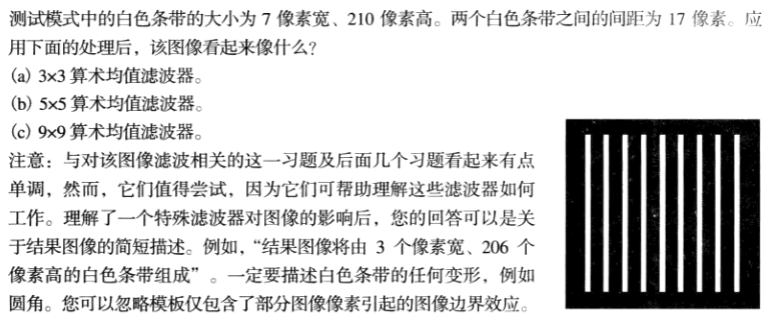 测试模式中的白色条带的大小为 7 像素宽、210 像素高。两个白色条带之间的间距为 17 像素。应
用下面的处理后，该图像看起来像什么？
(a) 3×3 算术均值滤波器。
(b) 5×5 算术均值滤波器。
(c) 9×9 算术均值滤波器。
注意：与对该图像滤波相关的这一习题及后面几个习题看起来有点
单调，然而，它们值得尝试，因为它们可帮助理解这些滤波器如何
工作。理解了一个特殊滤波器对图像的影响后，您的回答可以是关
于结果图像的简短描述。例如，“结果图像将由 3 个像素宽、206 个
像素高的白色条带组成”。一定要描述白色条带的任何变形，例如
圆角。您可以忽略模板仅包含了部分图像像素引起的图像边界效应。